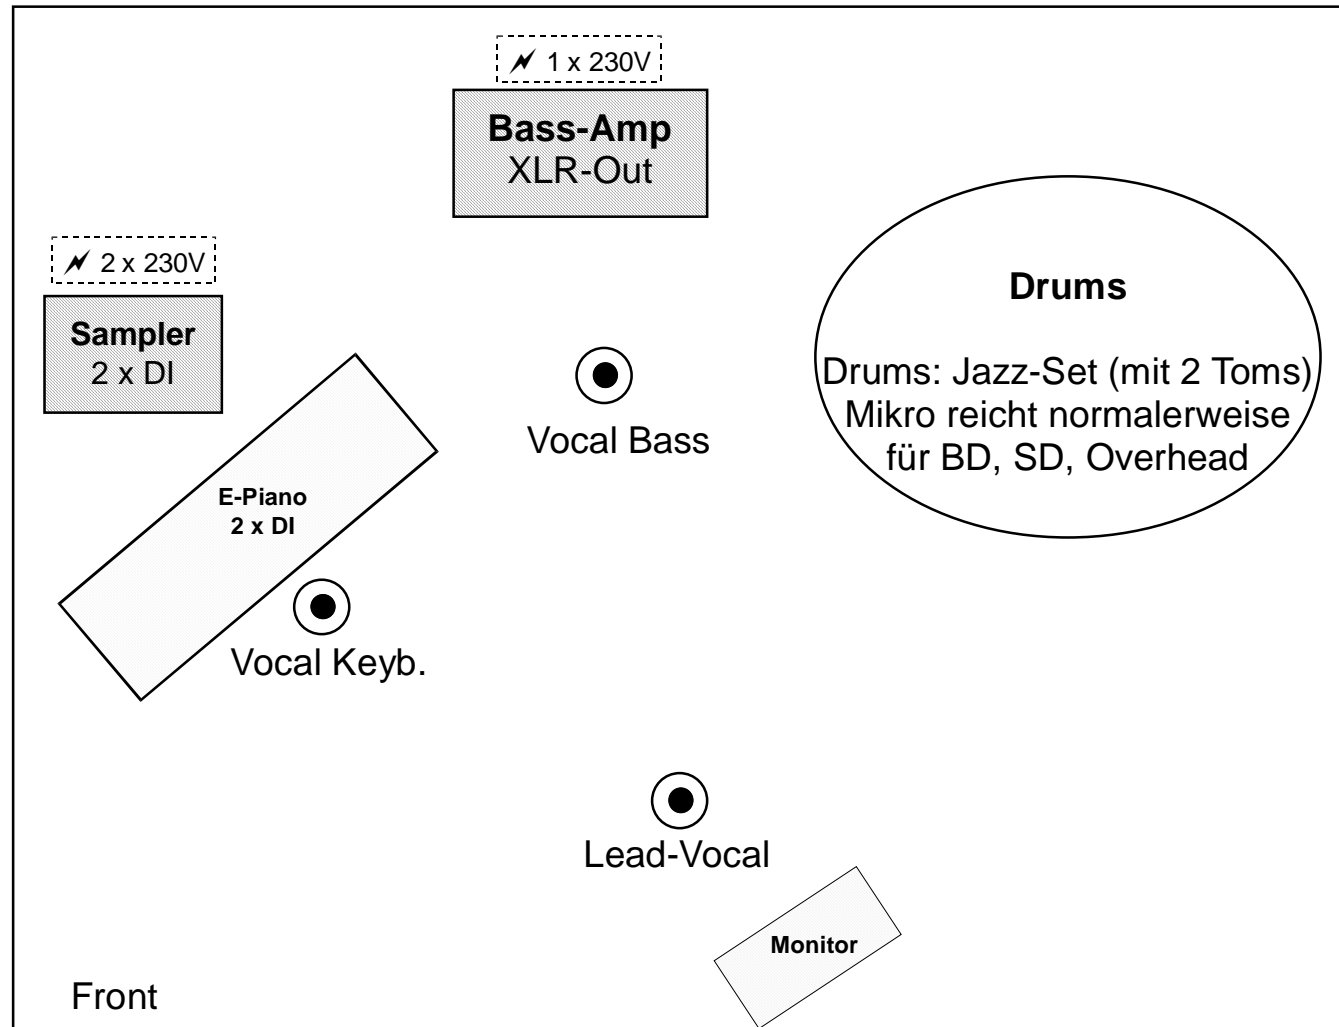 1 x 230V
Bass-Amp
XLR-Out
2 x 230V
Sampler
2 x DI
Drums
Drums: Jazz-Set (mit 2 Toms)
Mikro reicht normalerweise
für BD, SD, Overhead
Vocal Bass
E-Piano
2 x DI
Vocal Keyb.
Lead-Vocal
Monitor
Front